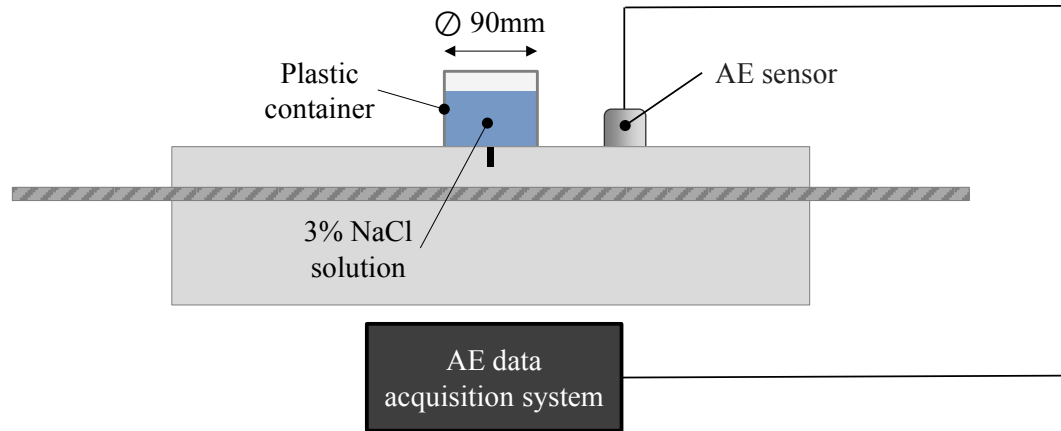 ∅ 90mm
Plastic
container
AE sensor
3% NaCl
solution
AE data
acquisition system